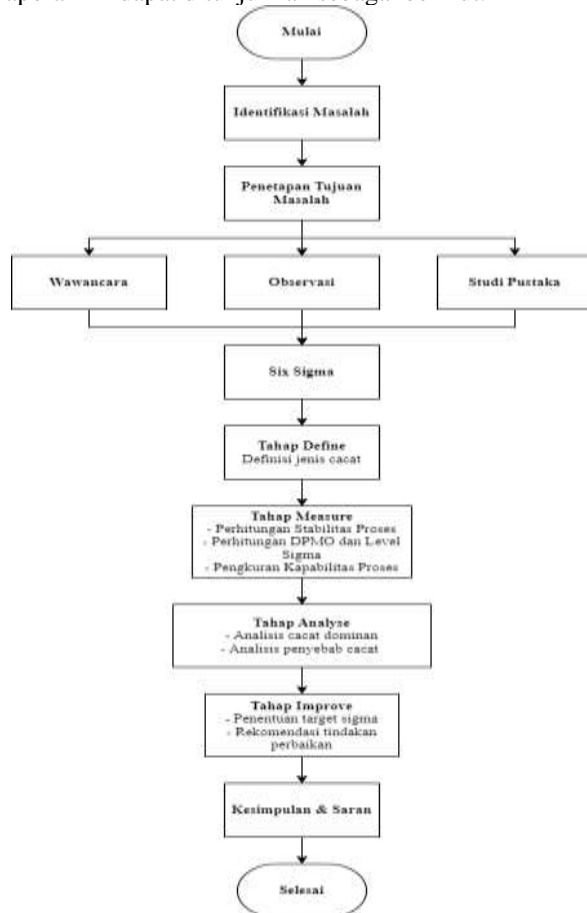 Mulai
Identifikasi Masalah
Penetapan Tujuan
Masalah
Wawancara
Observasi
Studi Pustaka
Six Sigma
Tahap Define
Definisi jenis cacat
Tahap Measure
- Perhitungan Stabilitas Proses
- Perhitungan DPMO dan Level
Sigma
- Pengkuran Kapabilitas Proses
Tahap Analyse
- Analisis cacat dominan
- Analisis penyebab cacat
Tahap Improve
- Penentuan target sigma
- Rekomendasi tindakan
perbaikan
Kesimpulan & Saran
Selesai